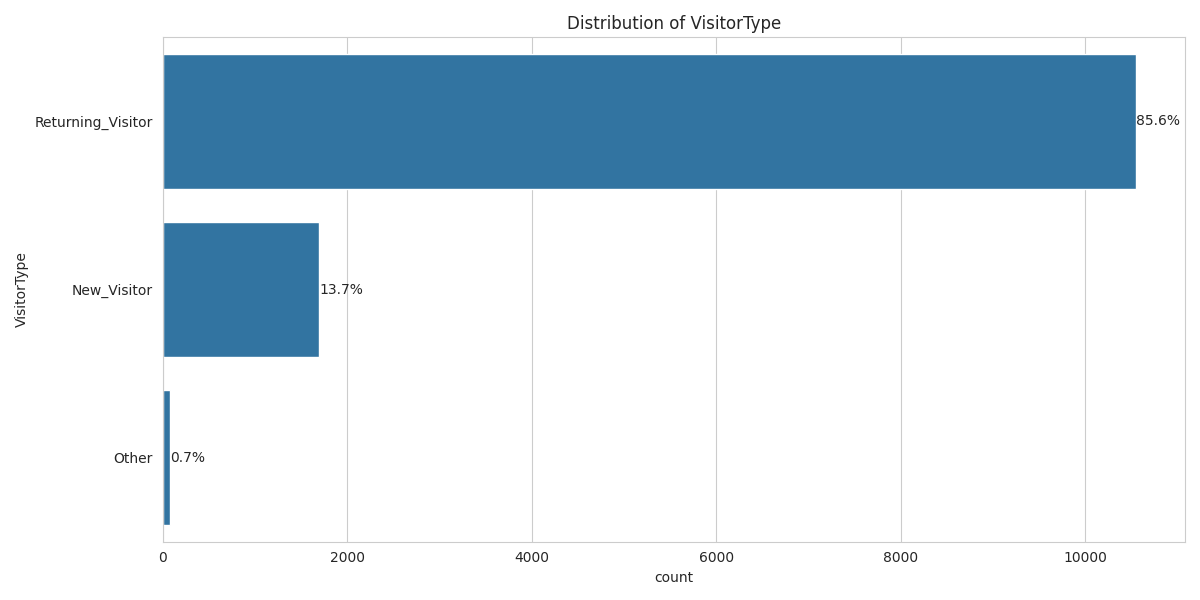 Distribution of VisitorType
VisitorType
Returning_Visitor
85.6%
New_Visitor
13.7%
Other
0.7%
0 2000 4000 6000 8000 10000
count